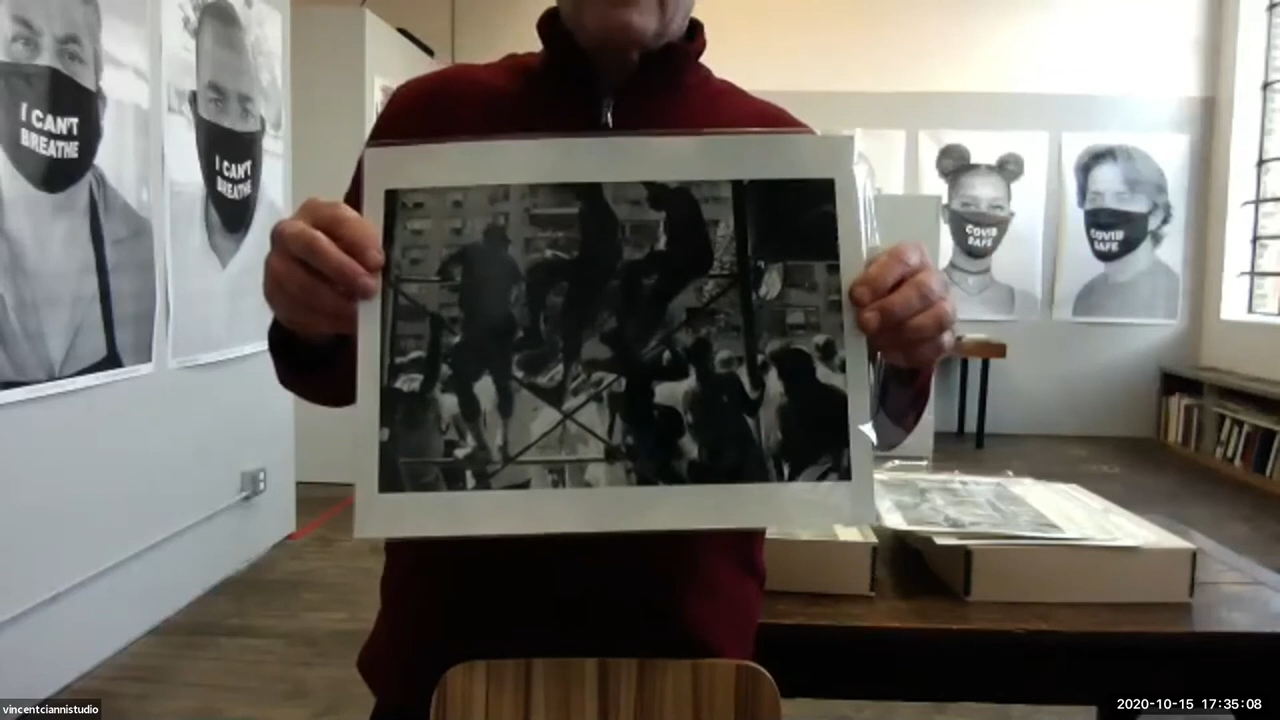 I CAN'T
BREATHE
I CAN'T
BREATHE
COVID
SAFE
COVID
SAFE
vincentciannistudio
2020-10-15 17:35:08